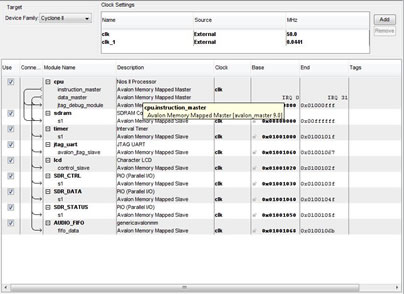 Target
Device Family: Cyclone II
Clock Settings
Name Source MHz
clk External 50.0
clk_1 External 0.0441
Add
Remove
Use Conne... Module Name Description Clock Base End Tags
cpu Nios II Processor
instruction_master Avalon Memory Mapped Master clk
data_master Avalon Memory Mapped Master IRQ 0 IRQ 31
jtag_debug_module Avalon Memory Mapped Slave 0x01000fff
cpu.instruction_master
Avalon Memory Mapped Master [avalon_master 9.0]
sdram SDRAM
s1 Avalon Memory Mapped Slave clk
timer Interval Timer
s1 Avalon Memory Mapped Slave clk 0x01001000 0x0100101f
jtag_uart JTAG UART
avalon_jtag_slave Avalon Memory Mapped Slave clk 0x01001060 0x01001067
lcd Character LCD
control_slave Avalon Memory Mapped Slave clk 0x01001020 0x0100102f
SDR_CTRL PIO (Parallel I/O)
s1 Avalon Memory Mapped Slave clk 0x01001030 0x0100103f
SDR_DATA PIO (Parallel I/O)
s1 Avalon Memory Mapped Slave clk 0x01001040 0x0100104f
SDR_STATUS PIO (Parallel I/O)
s1 Avalon Memory Mapped Slave clk 0x01001050 0x0100105f
AUDIO_FIFO genericavalonmm
fifo_data Avalon Memory Mapped Slave clk 0x01001068 0x0100106b